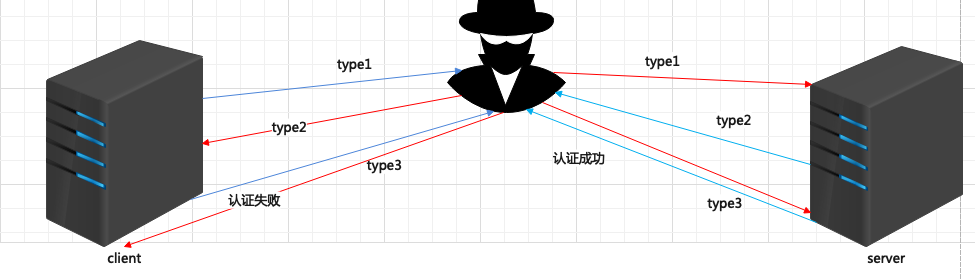 type1
type1
type2
type2
认证成功
type3
认证失败
type3
client
server